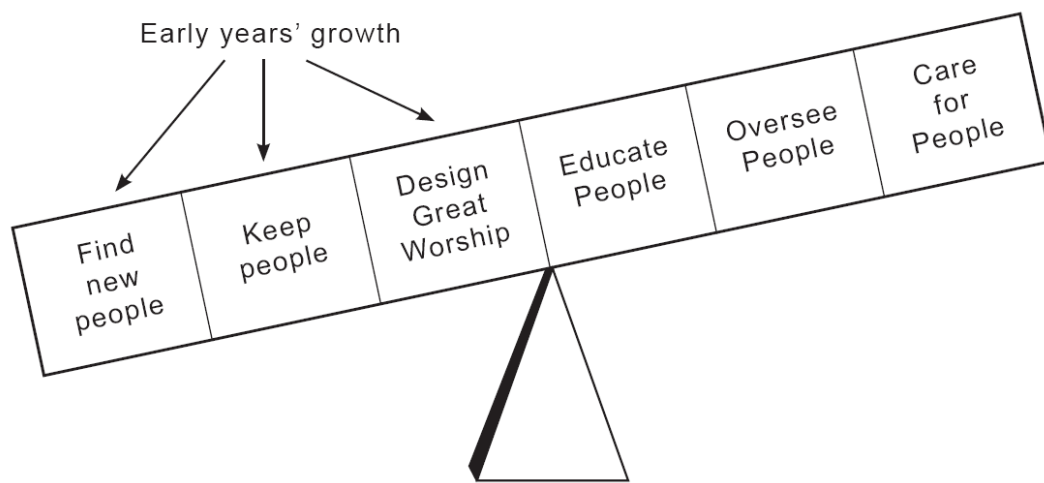 Early years’ growth
Find
new
people
Keep
people
Design
Great
Worship
Educate
People
Oversee
People
Care
for
People